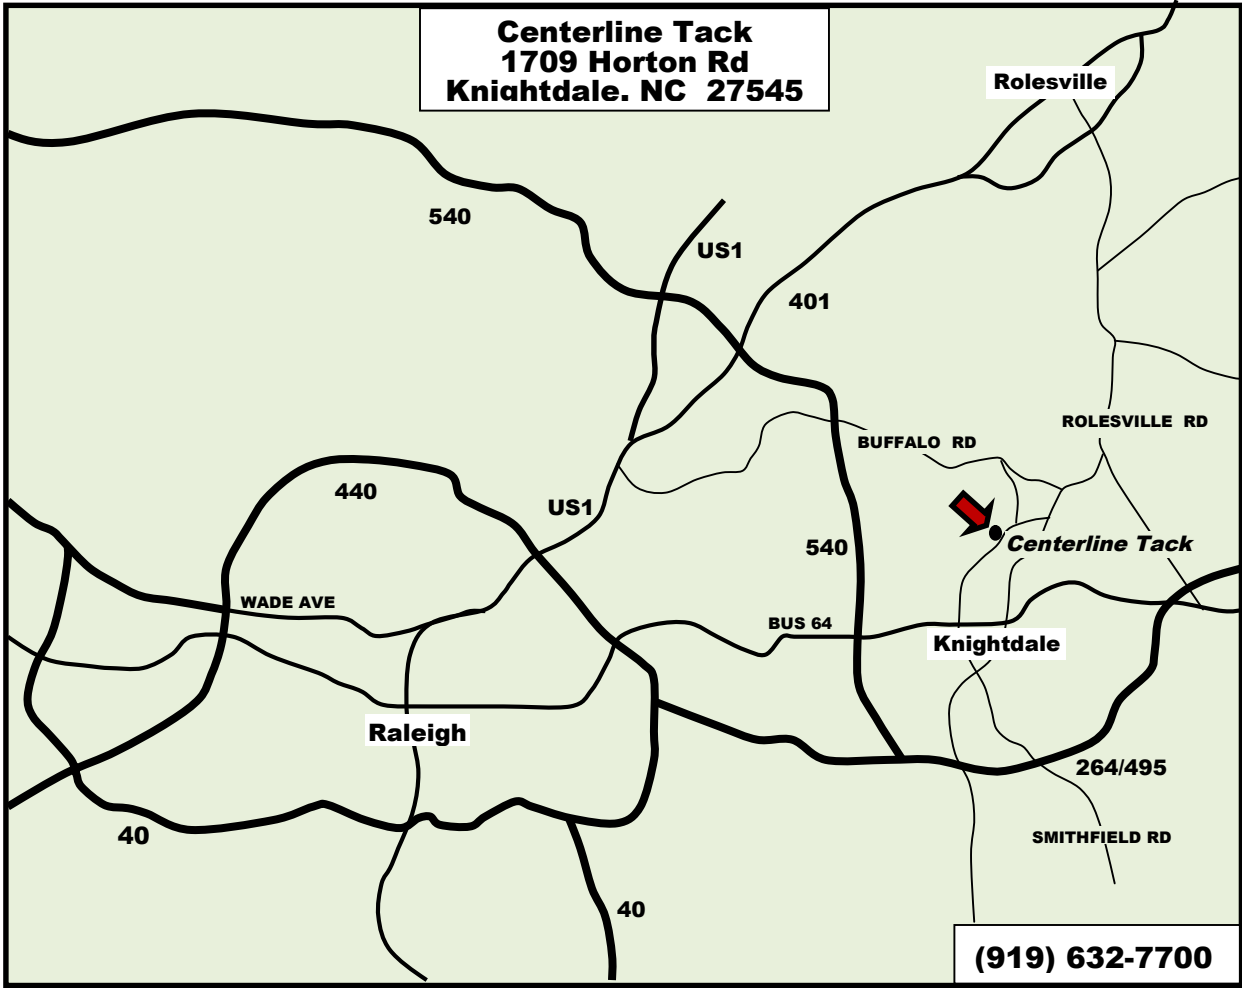 Centerline Tack
1709 Horton Rd
Knightdale, NC 27545
Rolesville
540
US1
401
ROLESVILLE RD
BUFFALO RD
440
US1
540
Centerline Tack
WADE AVE
BUS 64
Knightdale
Raleigh
264/495
40
SMITHFIELD RD
40
(919) 632-7700